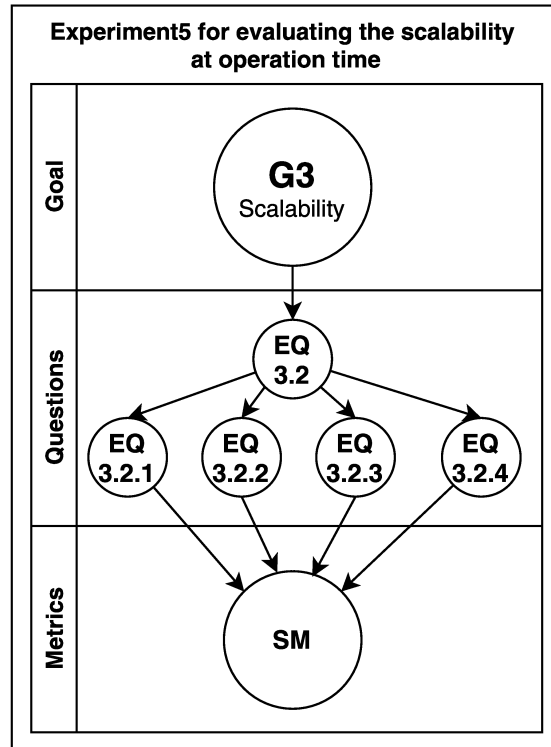 Experiment5 for evaluating the scalability
at operation time
Goal
G3
Scalability
Questions
EQ
3.2
EQ
3.2.1
EQ
3.2.2
EQ
3.2.3
EQ
3.2.4
Metrics
SM